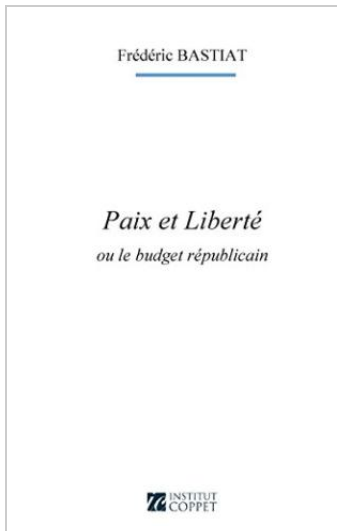 Frédéric BASTIAT
Paix et Liberté
ou le budget républicain
INSTITUT
COPPET